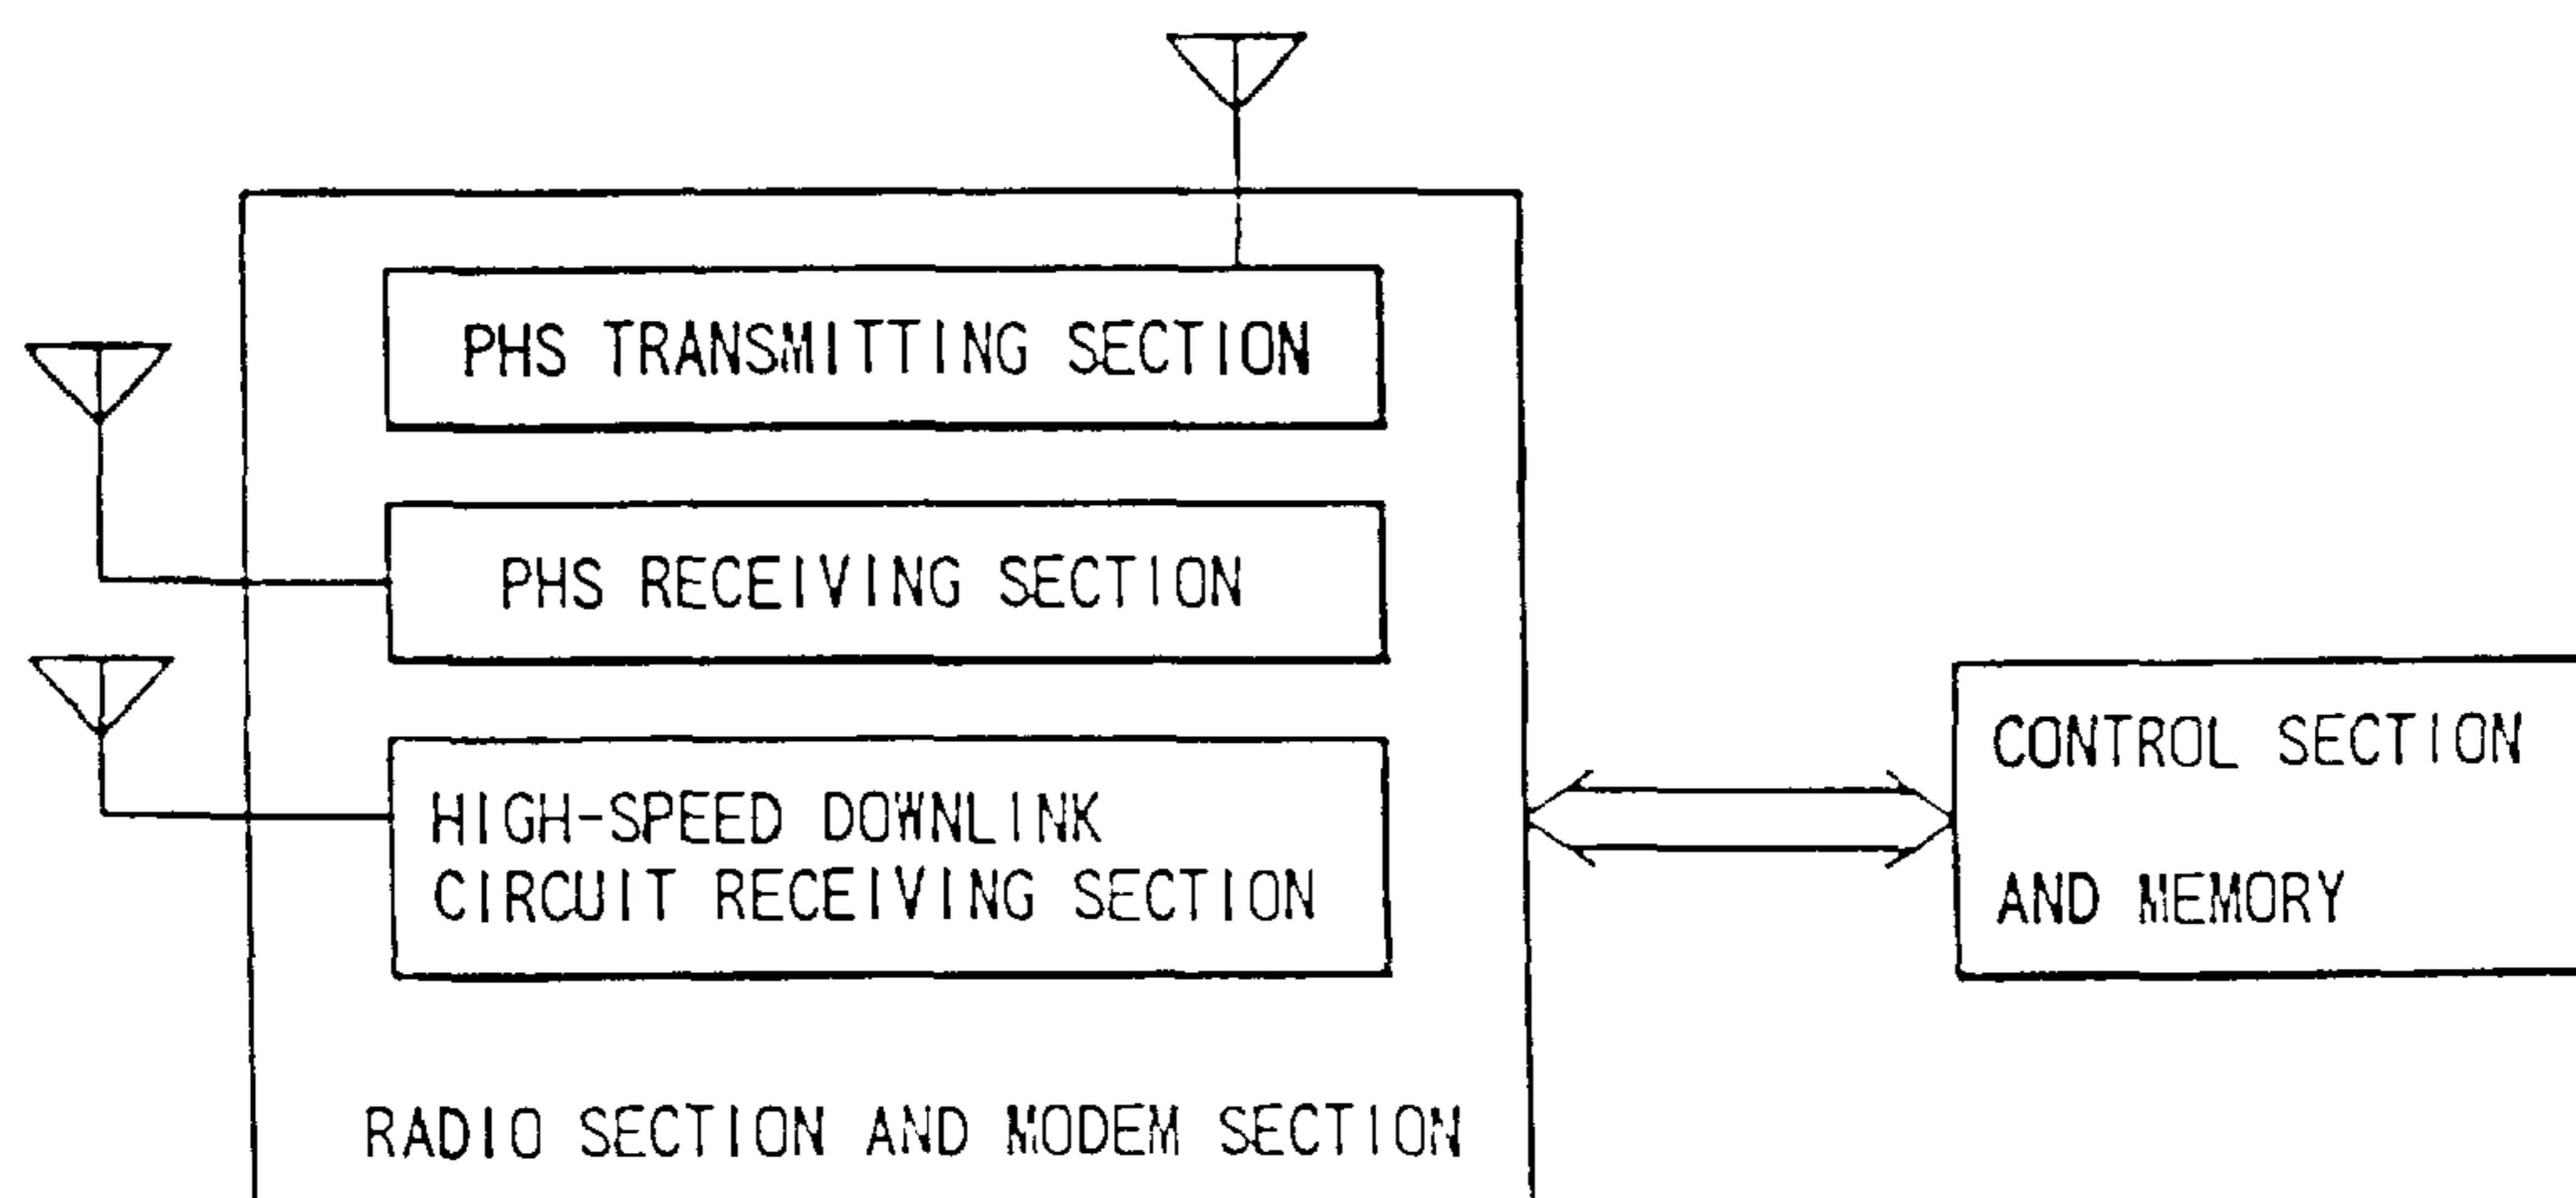 PHS TRANSMITTING SECTION
PHS RECEIVING SECTION
HIGH-SPEED DOWNLINK
CIRCUIT RECEIVING SECTION
RADIO SECTION AND MODEM SECTION
CONTROL SECTION
AND MEMORY